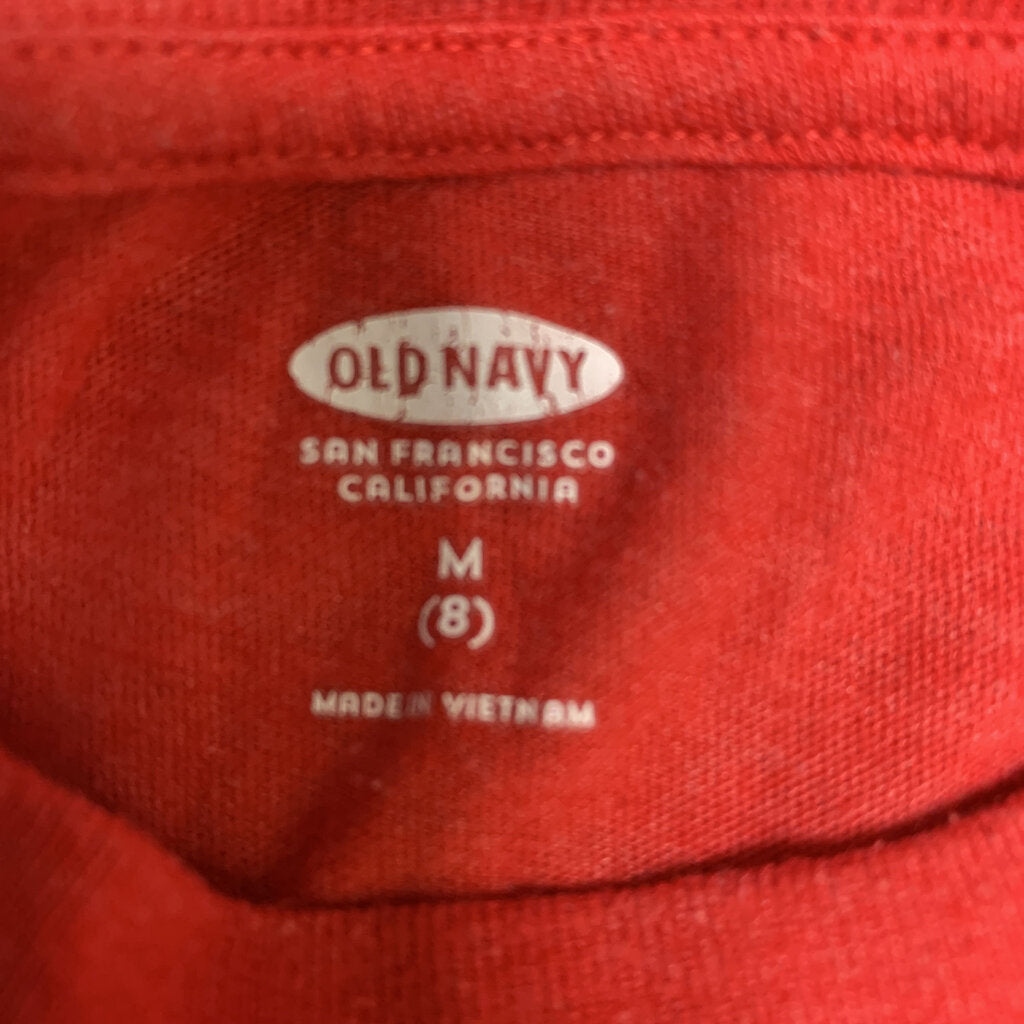 OLD NAVY
SAN FRANCISCO
CALIFORNIA
M
(8)
MADE IN VIETNAM